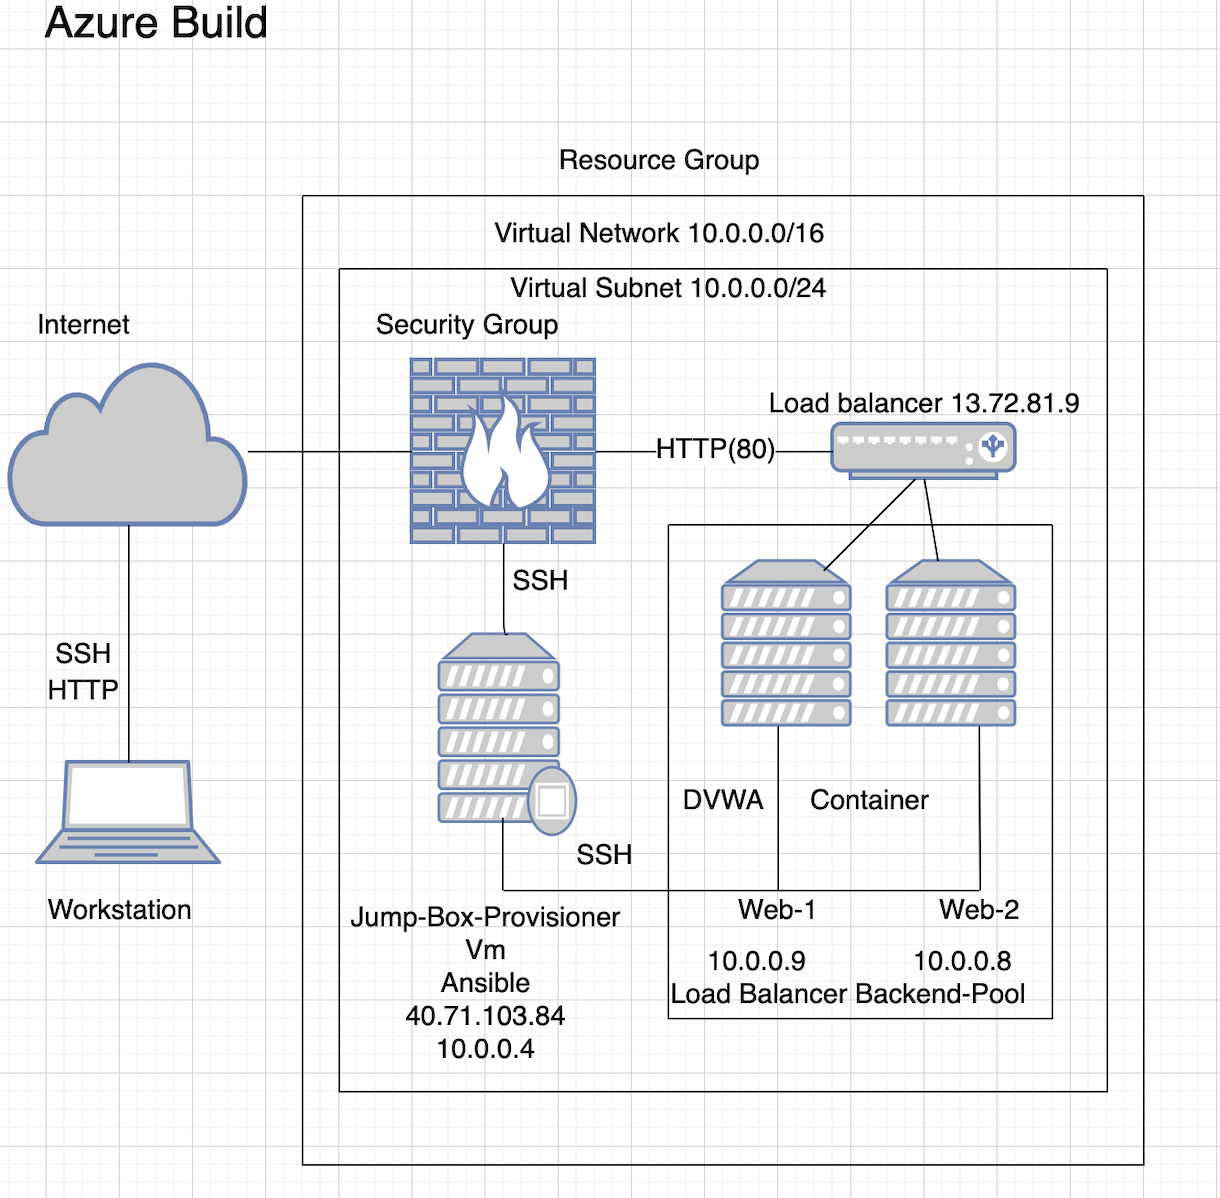 Azure Build
Resource Group
Virtual Network 10.0.0.0/16
Virtual Subnet 10.0.0.0/24
Internet
Security Group
Load balancer 13.72.81.9
HTTP(80)
SSH
SSH
HTTP
DVWA
Container
SSH
Workstation
Jump-Box-Provisioner
Vm
Ansible
40.71.103.84
10.0.0.4
Web-1
Web-2
10.0.0.9
10.0.0.8
Load Balancer Backend-Pool